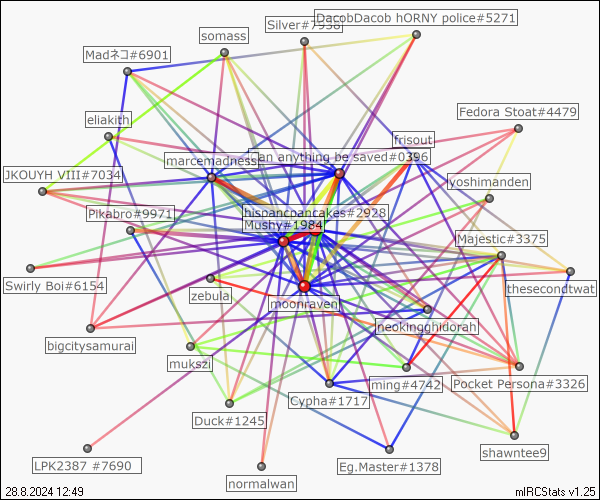 DacobDacob hORNY police#5271
Silver#7938
somass
Madネコ#6901
Fedora Stoat#4479
eliakith
frisout
marcemadness
an anything be saved#0396
JKOUYH VIII#7034
yoshimanden
hispancpancakes#2928
Pikabro#9971
Mushy#1984
Majestic#3375
Swirly Boi#6154
thesecondtwat
zebula
moonraven
neokingghidorah
bigcitysamurai
mukszi
ming#4742
Pocket Persona#3326
Cypha#1717
Duck#1245
shawntee9
LPK2387 #7690
Eg.Master#1378
normalwan
28.8.2024 12:49
mIRCStats v1.25